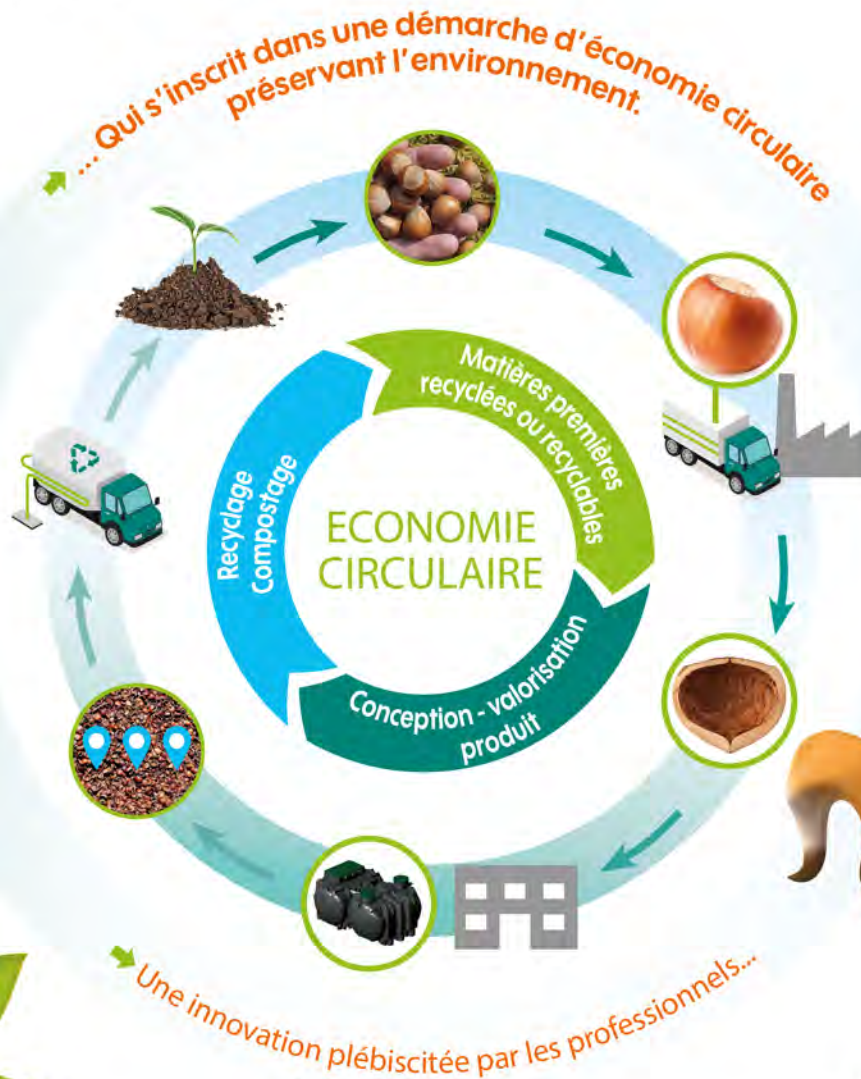 ... Qui s'inscrit dans une démarche d'économie circulaire
préservant l'environnement.
Matières premières
recyclées ou recyclables
Recyclage
Compostage
ECONOMIE
CIRCULAIRE
Conception - valorisation
produit
Une innovation plébiscitée par les professionnels...